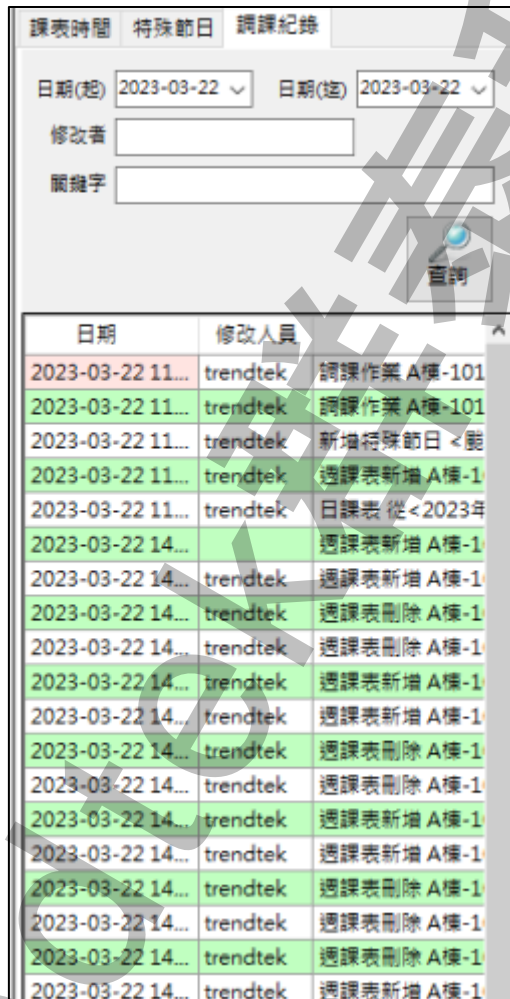 課表時間 特殊節日 調課紀錄
日期(起) 2023-03-22 日期(迄) 2023-03-22
修改者
關鍵字
查詢
日期 修改人員
2023-03-22 11... trendtek 調課作業 A棟-101
2023-03-22 11... trendtek 調課作業 A棟-101
2023-03-22 11... trendtek 新增特殊節日 <颱
2023-03-22 11... trendtek 週課表新增 A棟-1
2023-03-22 11... trendtek 日課表 從<2023年
2023-03-22 14... 週課表新增 A棟-1
2023-03-22 14... trendtek 週課表新增 A棟-1
2023-03-22 14... trendtek 週課表刪除 A棟-1
2023-03-22 14... trendtek 週課表刪除 A棟-1
2023-03-22 14... trendtek 週課表新增 A棟-1
2023-03-22 14... trendtek 週課表新增 A棟-1
2023-03-22 14... trendtek 週課表刪除 A棟-1
2023-03-22 14... trendtek 週課表刪除 A棟-1
2023-03-22 14... trendtek 週課表新增 A棟-1
2023-03-22 14... trendtek 週課表新增 A棟-1
2023-03-22 14... trendtek 週課表刪除 A棟-1
2023-03-22 14... trendtek 週課表刪除 A棟-1
2023-03-22 14... trendtek 週課表刪除 A棟-1
2023-03-22 14... trendtek 週課表新增 A棟-1